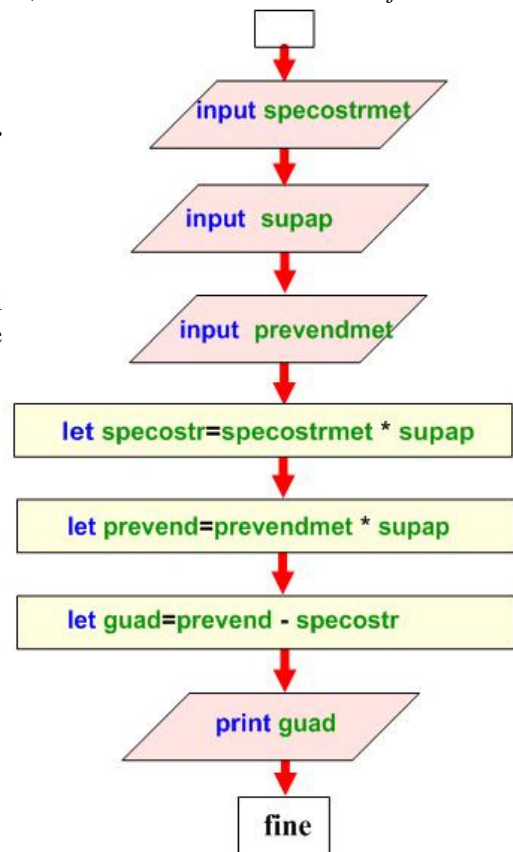 input specostrmet
input supap
input prevendmet
let specostr=specostrmet * supap
let prevend=prevendmet * supap
let guad=prevend - specostr
print guad
fine